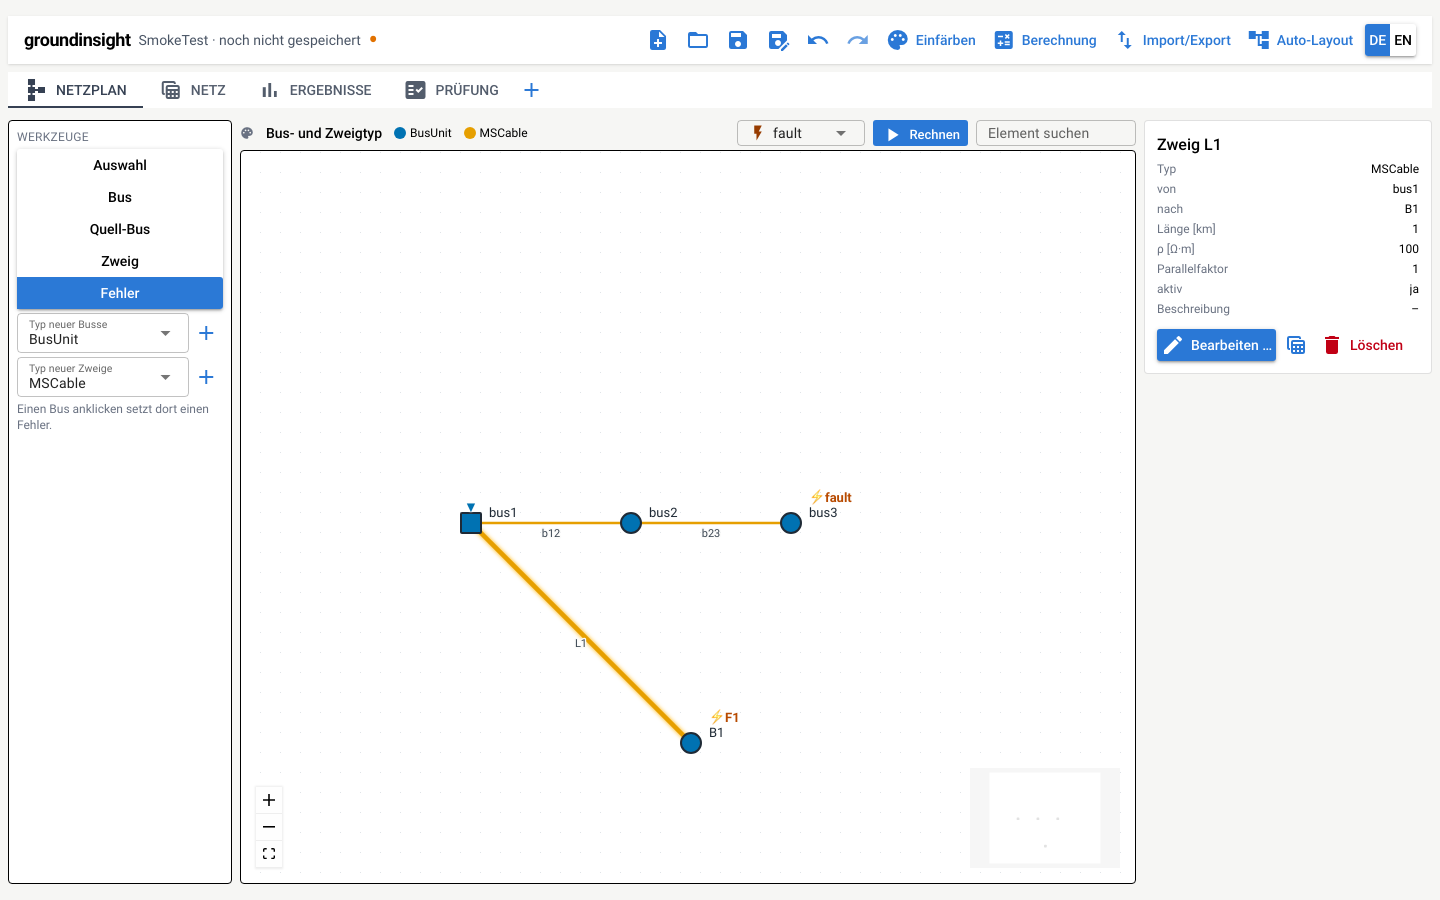 groundinsight SmokeTest · noch nicht gespeichert
Einfärben
Berechnung
Import/Export
Auto-Layout
DE EN
NETZPLAN
NETZ
ERGEBNISSE
PRÜFUNG
WERKZEUGE
Auswahl
Bus
Quell-Bus
Zweig
Fehler
Typ neuer Busse
BusUnit
Typ neuer Zweige
MSCable
Einen Bus anklicken setzt dort einen
Fehler.
Bus- und Zweigtyp BusUnit MSCable
fault
Rechnen
Element suchen
fault
bus1
bus2
bus3
b12
b23
L1
F1
B1
Zweig L1
Typ MSCable
von bus1
nach B1
Länge [km] 1
ρ [Ω·m] 100
Parallelfaktor 1
aktiv ja
Beschreibung –
Bearbeiten ...
Löschen